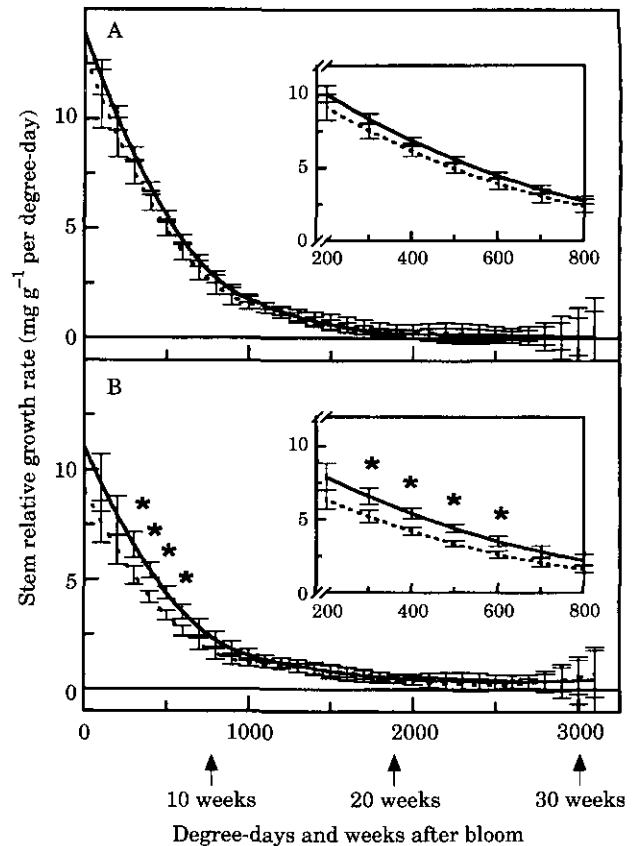 Stem relative growth rate (mg g⁻¹ per degree-day)
A
10
5
0
10
5
0
200 400 600 800
B
10
5
0
* * * *
10
5
0
* * * *
200 400 600 800
0 1000 2000 3000
10 weeks 20 weeks 30 weeks
Degree-days and weeks after bloom